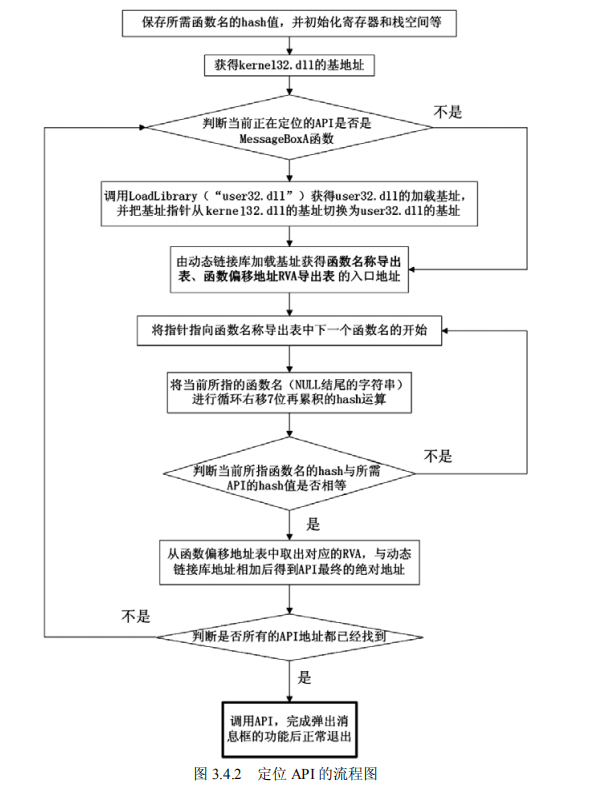 保存所需函数名的hash值，并初始化寄存器和栈空间等
获得kernel32.dll的基地址
判断当前正在定位的API是否是
MessageBoxA函数
不是
调用LoadLibrary（“user32.dll”）获得user32.dll的加载基址，
并把基址指针从kernel32.dll的基址切换为user32.dll的基址
由动态链接库加载基址获得函数名称导出
表、函数偏移地址RVA导出表 的入口地址
将指针指向函数名称导出表中下一个函数名的开始
将当前所指的函数名（NULL结尾的字符串）
进行循环右移7位再累积的hash运算
判断当前所指函数名的hash与所需
API的hash值是否相等
不是
是
从函数偏移地址表中取出对应的RVA，与动态
链接库地址相加后得到API最终的绝对地址
不是
判断是否所有的API地址都已经找到
是
调用API，完成弹出消
息框的功能后正常退出
图 3.4.2 定位 API 的流程图